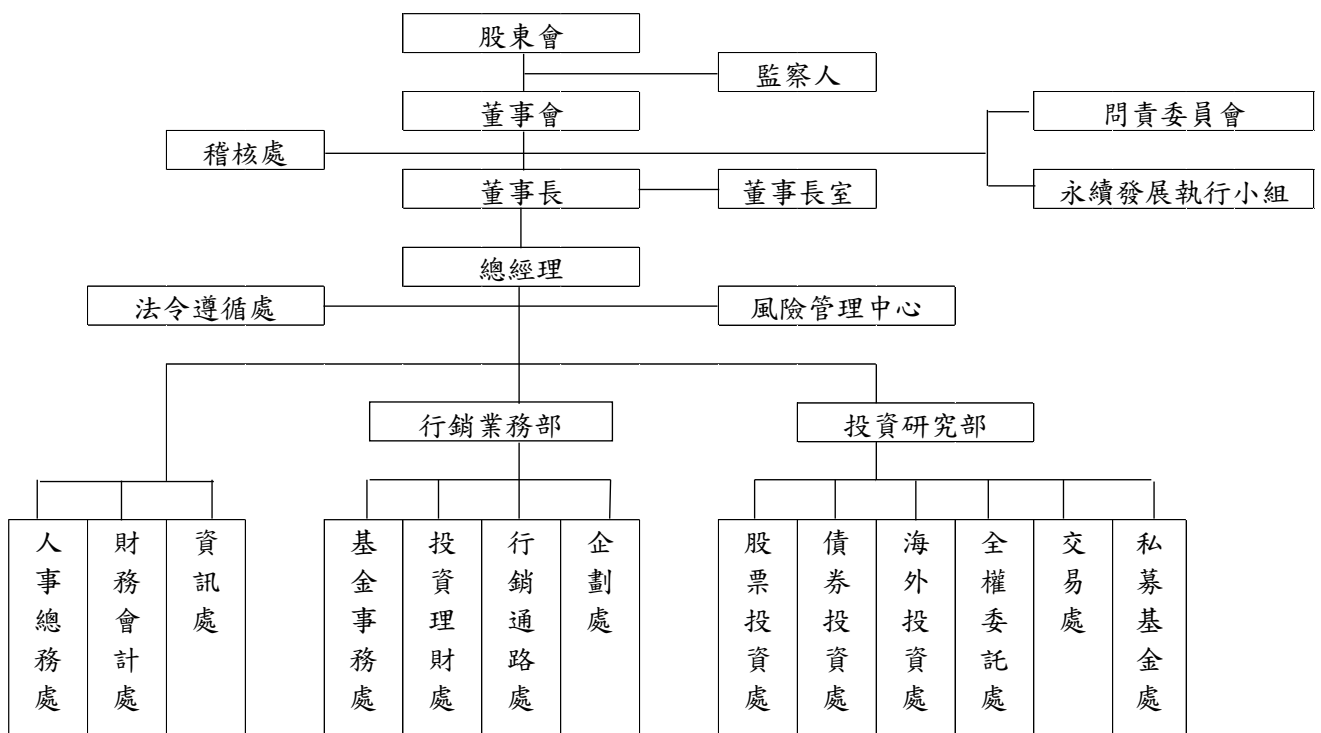 股東會
監察人
董事會
問責委員會
稽核處
董事長
董事長室
永續發展執行小組
總經理
法令遵循處
風險管理中心
行銷業務部
投資研究部
人事總務處
財務會計處
資訊處
基金事務處
投資理財處
行銷通路處
企劃處
股票投資處
債券投資處
海外投資處
全權委託處
交易處
私募基金處